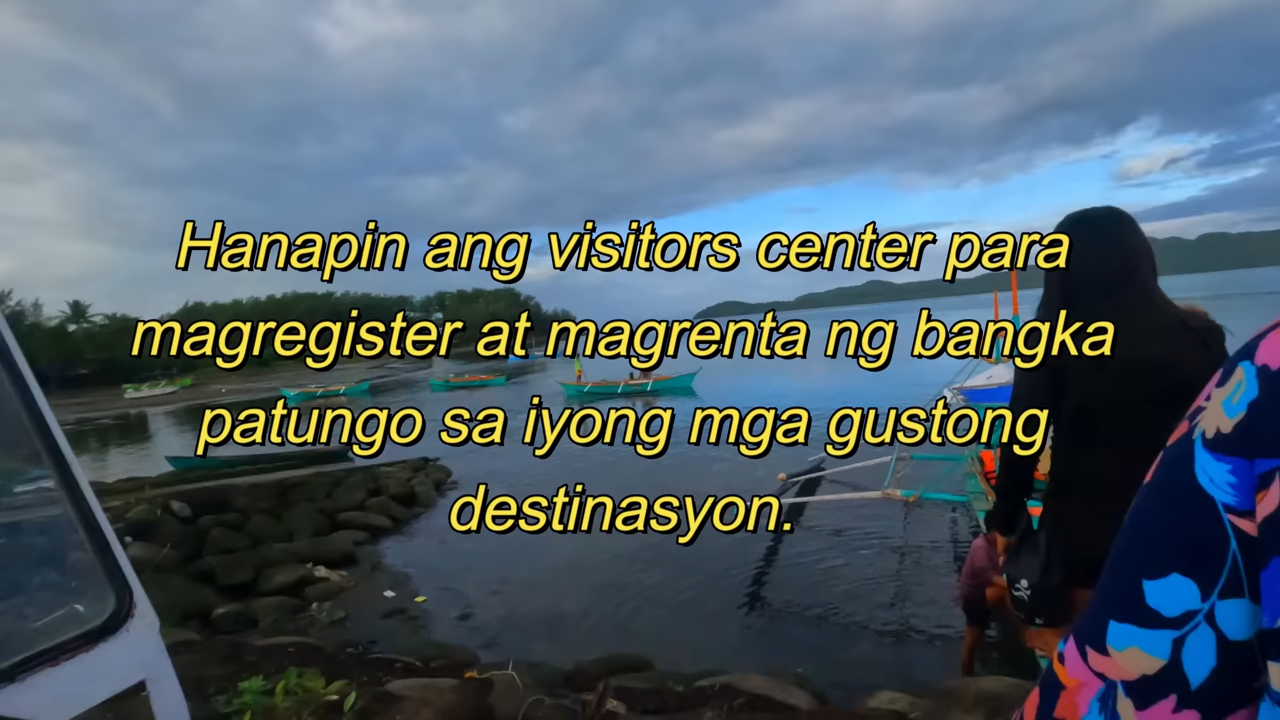 Hanapin ang visitors center para
magregister at magrenta ng bangka
patungo sa iyong mga gustong
destinasyon.